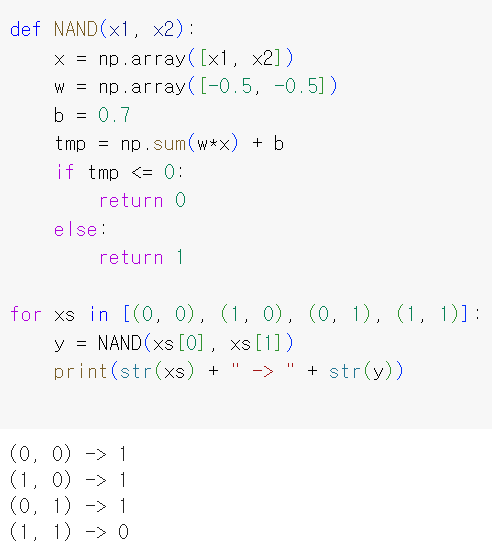 def NAND(x1, x2):
    x = np.array([x1, x2])
    w = np.array([-0.5, -0.5])
    b = 0.7
    tmp = np.sum(w*x) + b
    if tmp <= 0:
        return 0
    else:
        return 1

for xs in [(0, 0), (1, 0), (0, 1), (1, 1)]:
    y = NAND(xs[0], xs[1])
    print(str(xs) + " -> " + str(y))

(0, 0) -> 1
(1, 0) -> 1
(0, 1) -> 1
(1, 1) -> 0